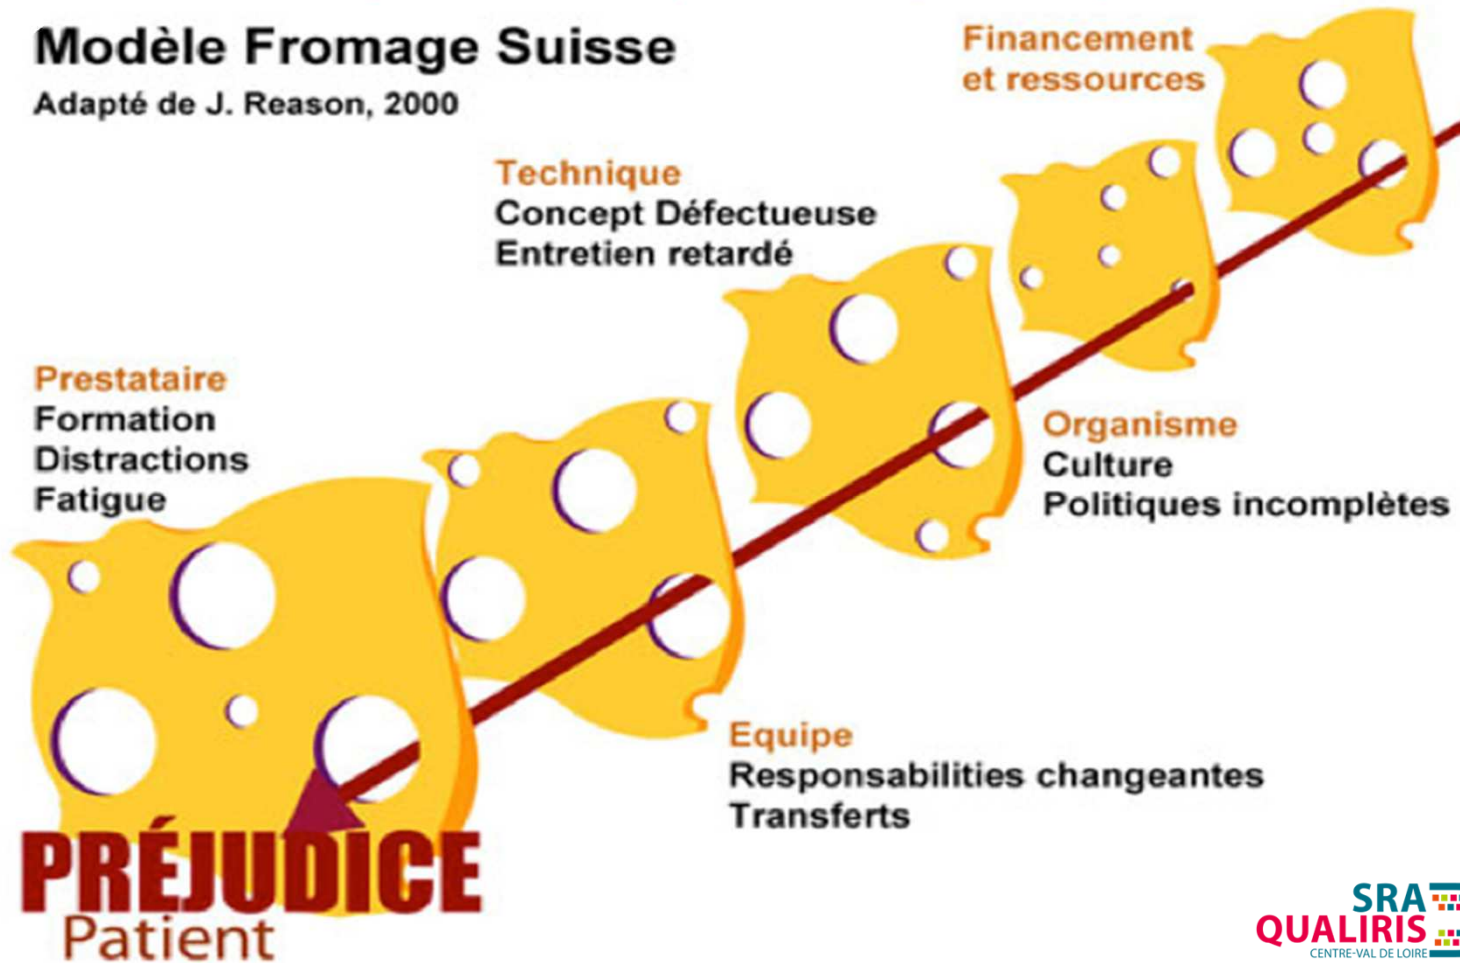 Modèle Fromage Suisse
Adapté de J. Reason, 2000
Financement
et ressources
Technique
Concept Défectueuse
Entretien retardé
Prestataire
Formation
Distractions
Fatigue
Organisme
Culture
Politiques incomplètes
Equipe
Responsabilities changeantes
Transferts
PRÉJUDICE
Patient
SRA
QUALIRIS
CENTRE-VAL DE LOIRE